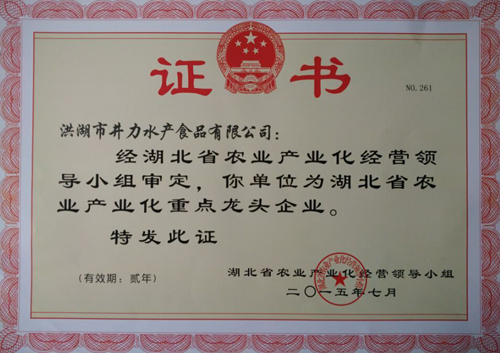 证书
NO.261
洪湖市井力水产食品有限公司：
经湖北省农业产业化经营领
导小组审定，你单位为湖北省农
业产业化重点龙头企业。
特发此证
湖北省农业产业化经营领导小组
（有效期：贰年）
二〇一五年七月